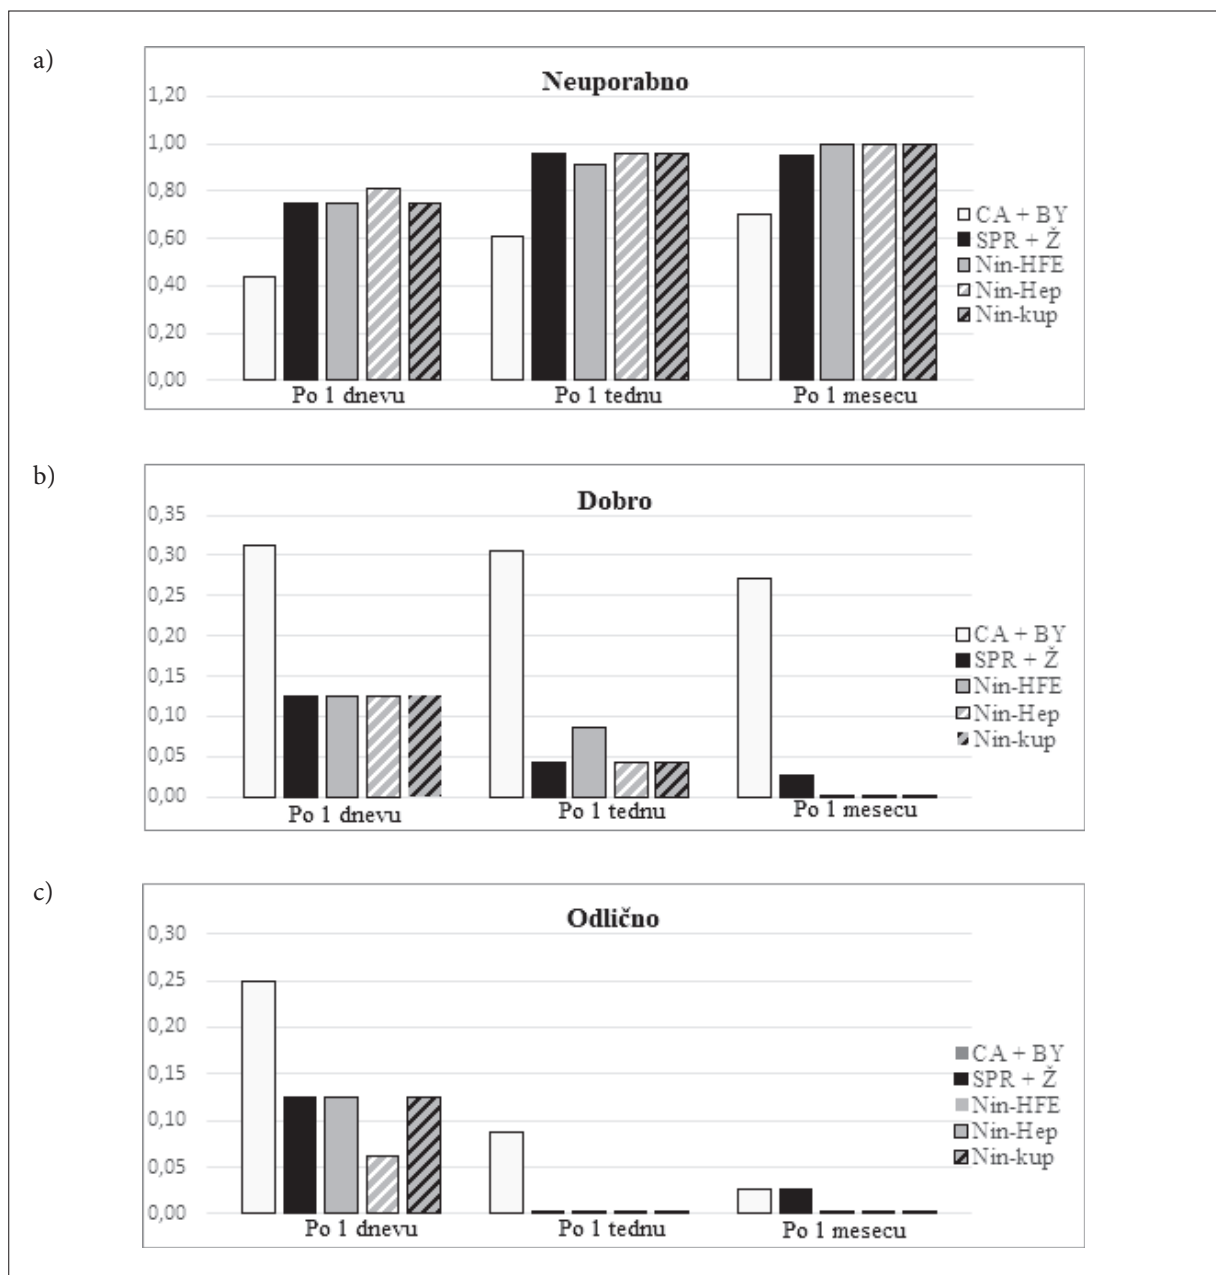 a)
Neuporabno
1,20
1,00
0,80
0,60
0,40
0,20
0,00
Po 1 dnevu
Po 1 tednu
Po 1 mesecu
CA + BY
SPR + Ž
Nin-HFE
Nin-Hep
Nin-kup
b)
Dobro
0,35
0,30
0,25
0,20
0,15
0,10
0,05
0,00
Po 1 dnevu
Po 1 tednu
Po 1 mesecu
CA + BY
SPR + Ž
Nin-HFE
Nin-Hep
Nin-kup
c)
Odlično
0,30
0,25
0,20
0,15
0,10
0,05
0,00
Po 1 dnevu
Po 1 tednu
Po 1 mesecu
CA + BY
SPR + Ž
Nin-HFE
Nin-Hep
Nin-kup